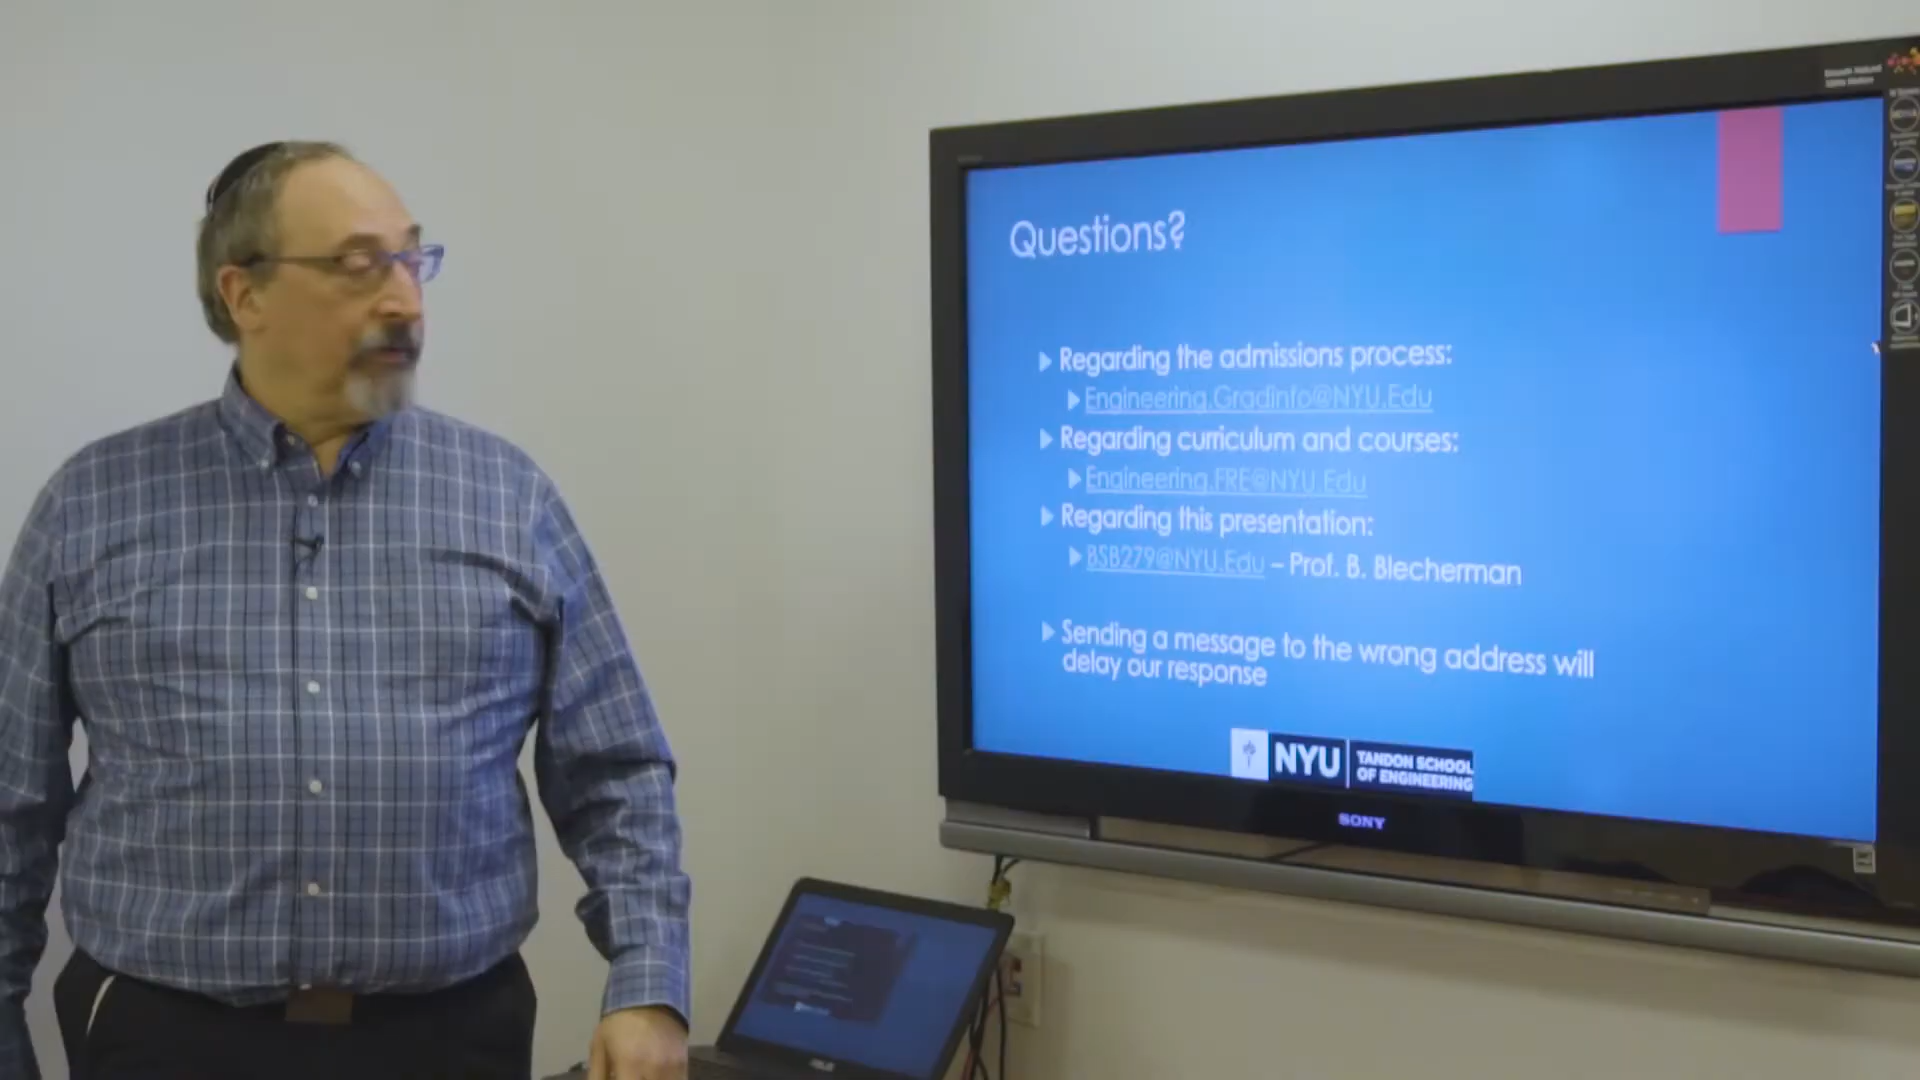 Questions?
Regarding the admissions process:
Engineering.Gradinfo@NYU.Edu
Regarding curriculum and courses:
Engineering.FRE@NYU.Edu
Regarding this presentation:
BSB279@NYU.Edu – Prof. B. Blecherman
Sending a message to the wrong address will
delay our response
NYU
TANDON SCHOOL
OF ENGINEERING
SONY
ASUS